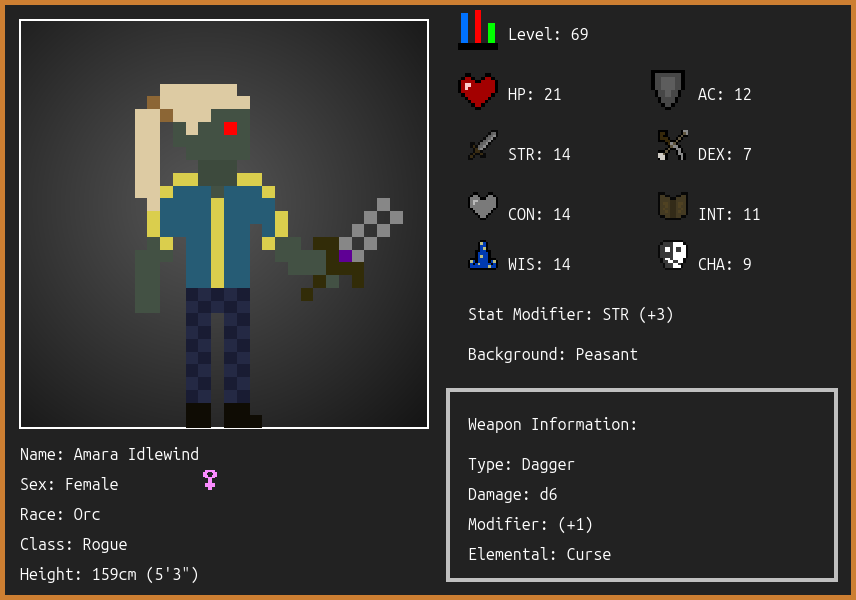 Level: 69
HP: 21
AC: 12
STR: 14
DEX: 7
CON: 14
INT: 11
WIS: 14
CHA: 9
Stat Modifier: STR (+3)
Background: Peasant
Weapon Information:
Type: Dagger
Damage: d6
Modifier: (+1)
Elemental: Curse
Name: Amara Idlewind
Sex: Female
Race: Orc
Class: Rogue
Height: 159cm (5'3")